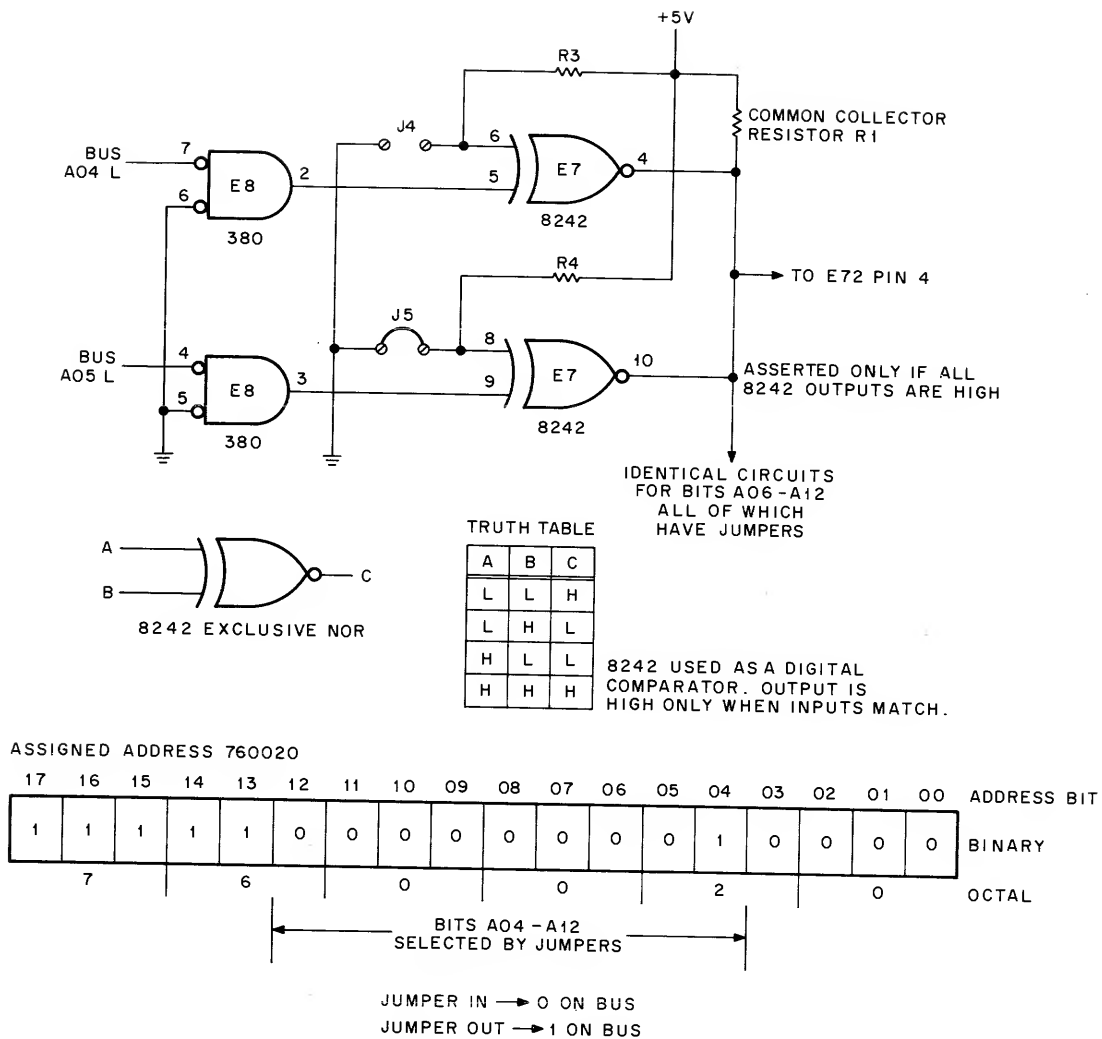 +5V
R3
COMMON COLLECTOR
RESISTOR R1
J4
BUS
A04 L
7
6
E8
2
380
6
5
E7
4
8242
R4
TO E72 PIN 4
J5
BUS
A05 L
4
5
E8
3
380
8
9
E7
10
8242
ASSERTED ONLY IF ALL
8242 OUTPUTS ARE HIGH
IDENTICAL CIRCUITS
FOR BITS A06-A12
ALL OF WHICH
HAVE JUMPERS
A
B
C
8242 EXCLUSIVE NOR
TRUTH TABLE
A B C
L L H
L H L
H L L
H H H
8242 USED AS A DIGITAL
COMPARATOR. OUTPUT IS
HIGH ONLY WHEN INPUTS MATCH.
ASSIGNED ADDRESS 760020
17 16 15 14 13 12 11 10 09 08 07 06 05 04 03 02 01 00 ADDRESS BIT
1 1 1 1 1 0 0 0 0 0 0 0 0 1 0 0 0 0 BINARY
7 6 0 0 2 0 OCTAL
BITS A04-A12
SELECTED BY JUMPERS
JUMPER IN → 0 ON BUS
JUMPER OUT → 1 ON BUS